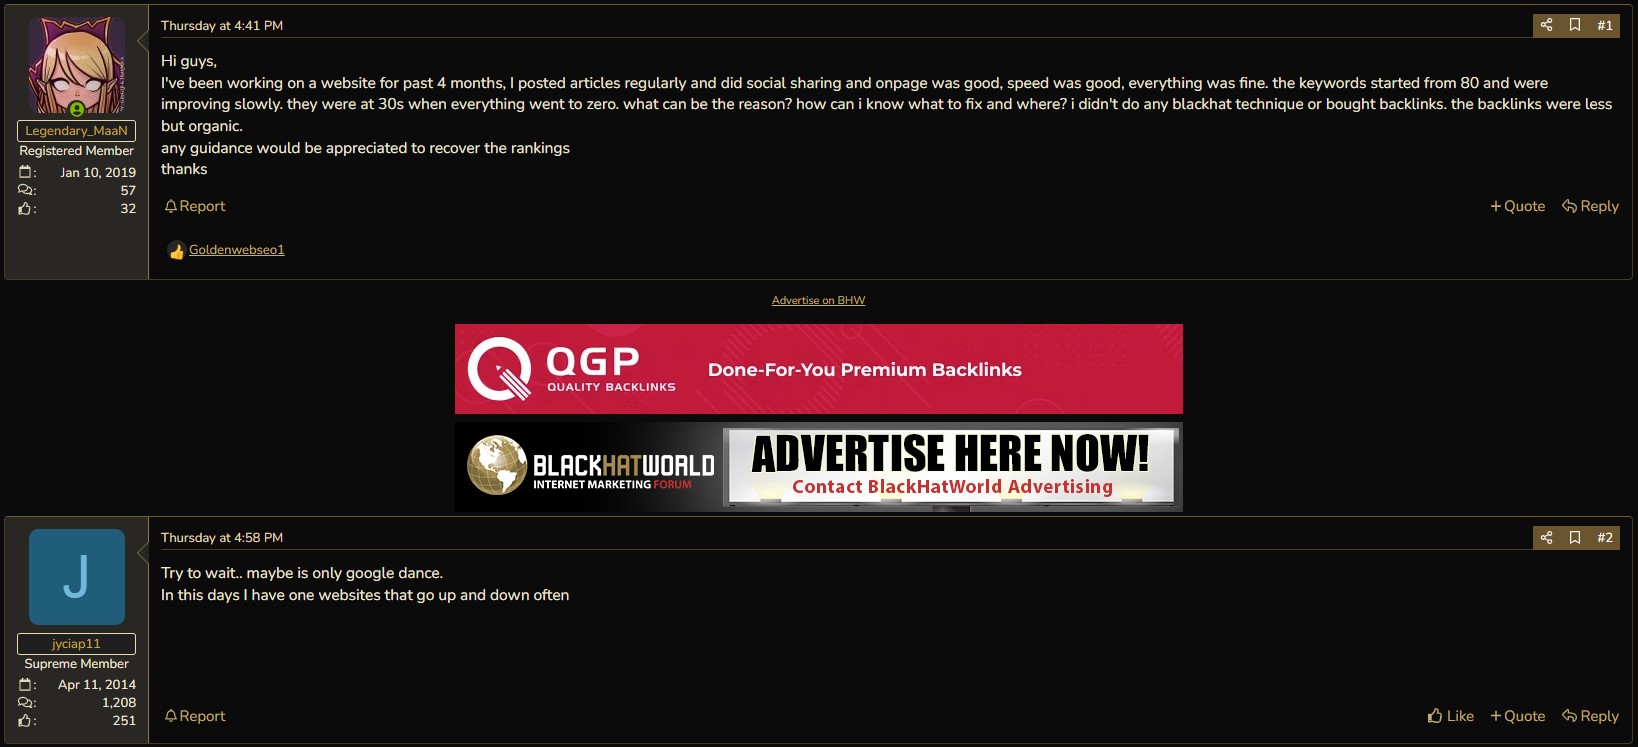 Thursday at 4:41 PM
#1
Hi guys,
I've been working on a website for past 4 months, I posted articles regularly and did social sharing and onpage was good, speed was good, everything was fine. the keywords started from 80 and were
improving slowly. they were at 30s when everything went to zero. what can be the reason? how can i know what to fix and where? i didn't do any blackhat technique or bought backlinks. the backlinks were less
but organic.
any guidance would be appreciated to recover the rankings
thanks
Legendary_MaaN
Registered Member
: Jan 10, 2019
: 57
: 32
Report
+Quote
Reply
Goldenwebseo1
Advertise on BHW
QGP
QUALITY BACKLINKS
Done-For-You Premium Backlinks
BLACKHATWORLD
INTERNET MARKETING FORUM
ADVERTISE HERE NOW!
Contact BlackHatWorld Advertising
Thursday at 4:58 PM
#2
J
Try to wait.. maybe is only google dance.
In this days I have one websites that go up and down often
jyciap11
Supreme Member
: Apr 11, 2014
: 1,208
: 251
Report
Like
+Quote
Reply